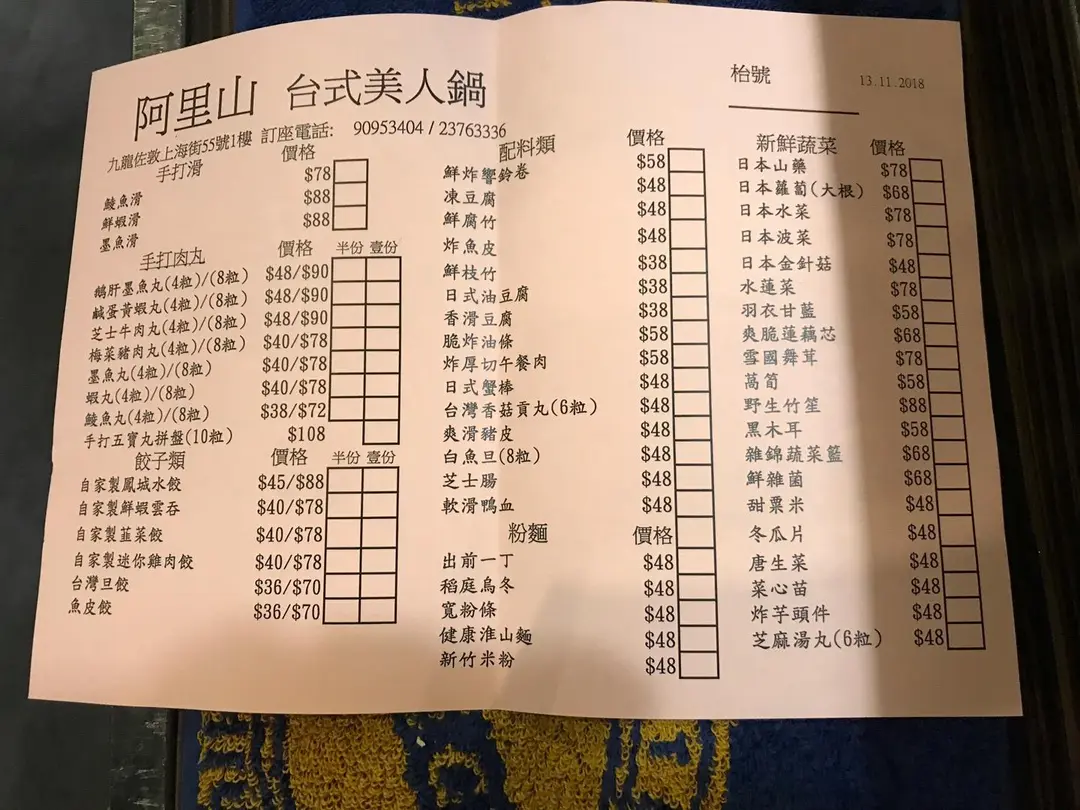 阿里山 台式美人鍋
枱號
13.11.2018
九龍佐敦上海街55號1樓 訂座電話: 90953404 / 23763336
手打滑 價格
鯪魚滑 $78
鮮蝦滑 $88
墨魚滑 $88
手打肉丸 價格 半份 壹份
鵝肝墨魚丸(4粒)/(8粒) $48/$90
鹹蛋黃蝦丸(4粒)/(8粒) $48/$90
芝士牛肉丸(4粒)/(8粒) $48/$90
梅菜豬肉丸(4粒)/(8粒) $40/$78
墨魚丸(4粒)/(8粒) $40/$78
蝦丸(4粒)/(8粒) $40/$78
鯪魚丸(4粒)/(8粒) $38/$72
手打五寶丸拼盤(10粒) $108
餃子類 價格 半份 壹份
自家製鳳城水餃 $45/$88
自家製鮮蝦雲吞 $40/$78
自家製韮菜餃 $40/$78
自家製迷你雞肉餃 $40/$78
台灣旦餃 $36/$70
魚皮餃 $36/$70
配料類 價格
鮮炸響鈴卷 $58
凍豆腐 $48
鮮腐竹 $48
炸魚皮 $48
鮮枝竹 $38
日式油豆腐 $38
香滑豆腐 $38
脆炸油條 $58
炸厚切午餐肉 $58
日式蟹棒 $48
台灣香菇貢丸(6粒) $48
爽滑豬皮 $48
白魚旦(8粒) $48
芝士腸 $48
軟滑鴨血 $48
粉麵 價格
出前一丁 $48
稻庭烏冬 $48
寬粉條 $48
健康淮山麵 $48
新竹米粉 $48
新鮮蔬菜 價格
日本山藥 $78
日本蘿蔔(大根) $68
日本水菜 $78
日本波菜 $78
日本金針菇 $48
水蓮菜 $78
羽衣甘藍 $58
爽脆蓮藕芯 $68
雪國舞茸 $78
萵筍 $58
野生竹笙 $88
黑木耳 $58
雜錦蔬菜籃 $68
鮮雜菌 $68
甜粟米 $48
冬瓜片 $48
唐生菜 $48
菜心苗 $48
炸芋頭件 $48
芝麻湯丸(6粒) $48